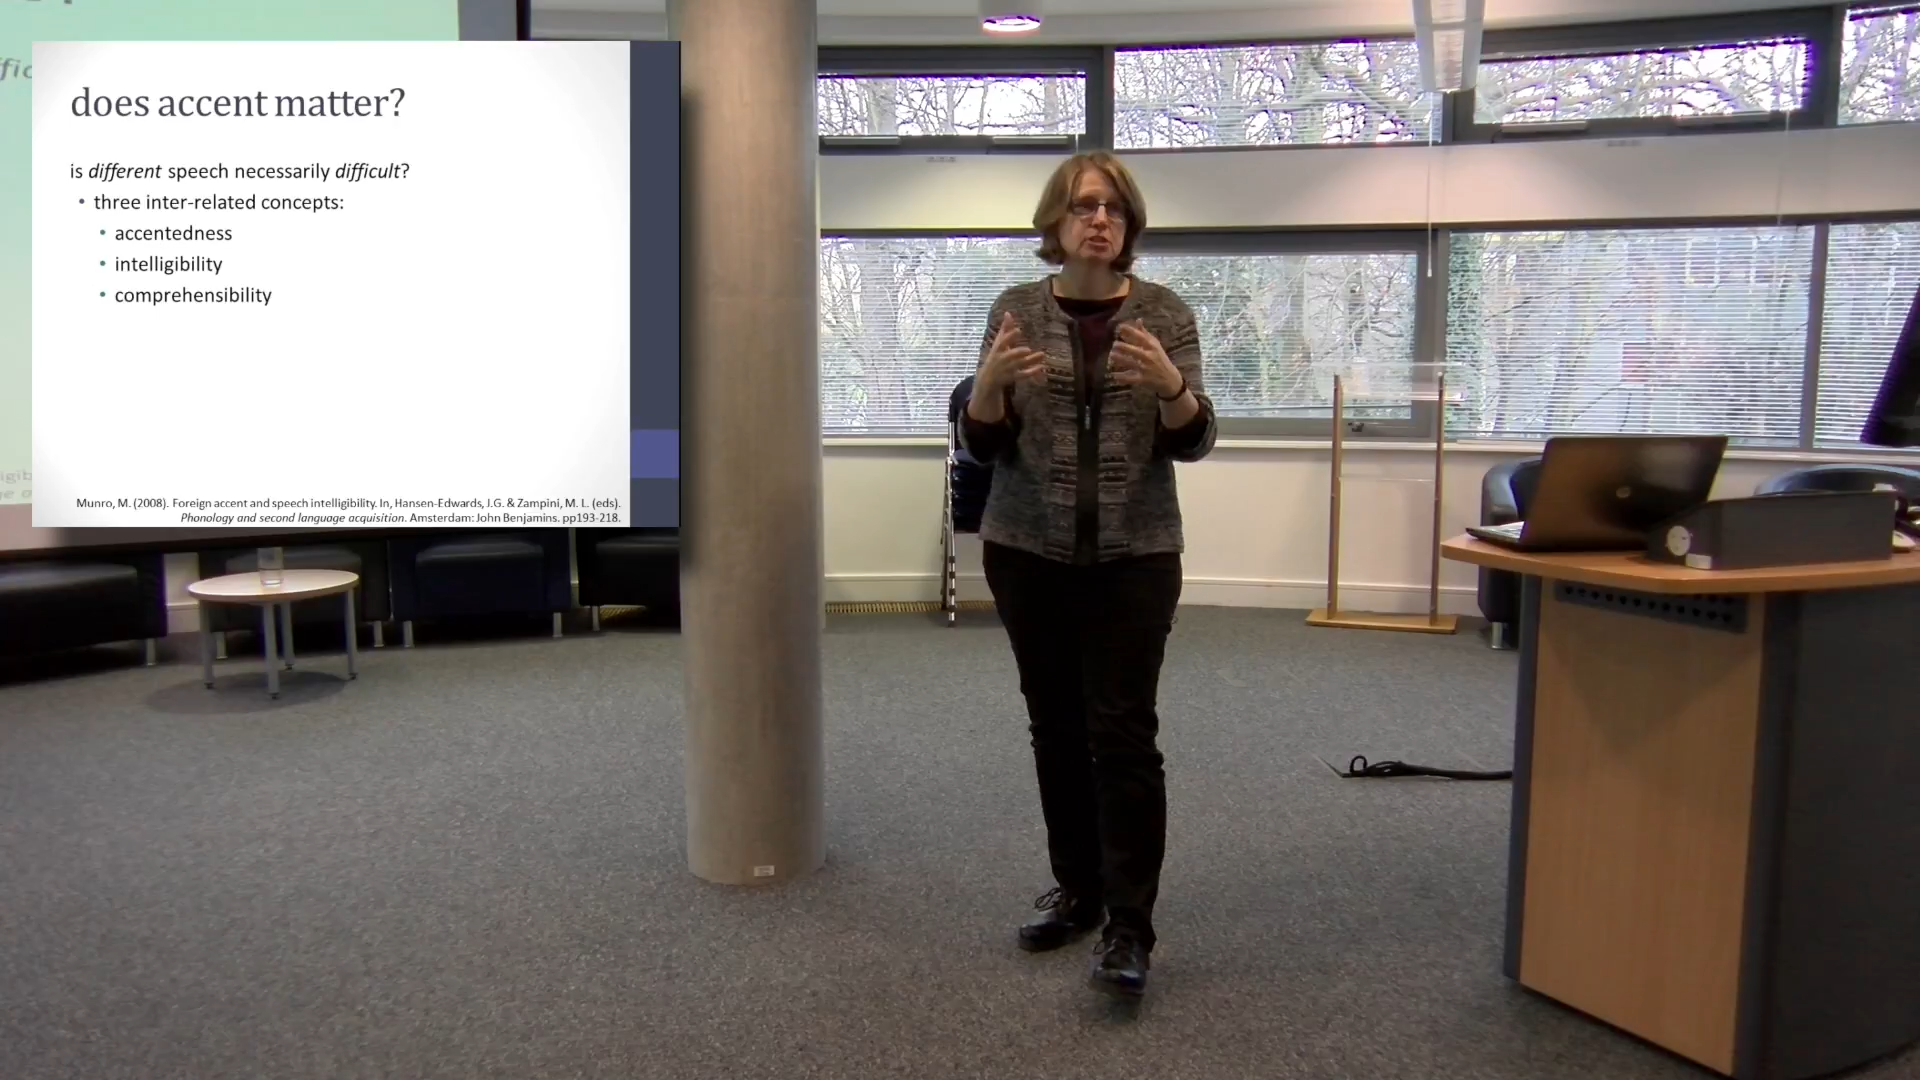 does accent matter?
is different speech necessarily difficult?
• three inter-related concepts:
• accentedness
• intelligibility
• comprehensibility
Munro, M. (2008). Foreign accent and speech intelligibility. In, Hansen-Edwards, J.G. & Zampini, M. L. (eds).
Phonology and second language acquisition. Amsterdam: John Benjamins. pp193-218.